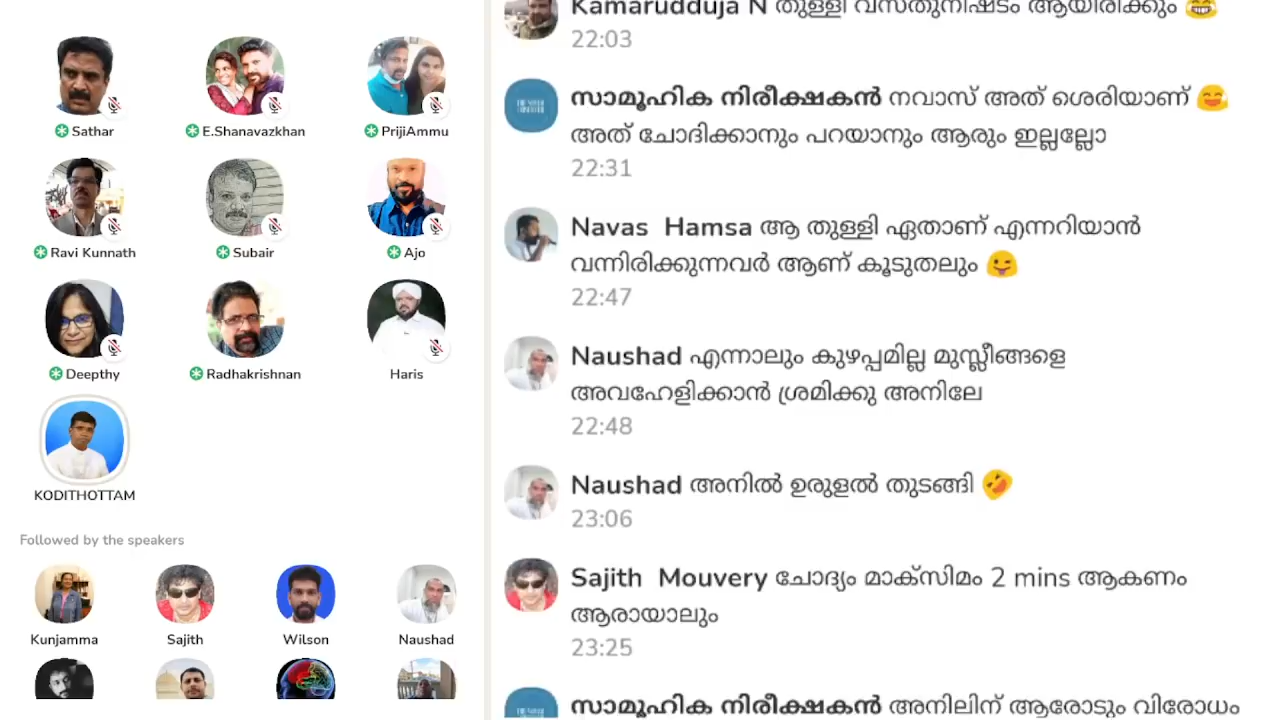 Sathar
E.Shanavazkhan
PrijiAmmu
Ravi Kunnath
Subair
Ajo
Deepthy
Radhakrishnan
Haris
KODITHOTTAM
Followed by the speakers
Kunjamma
Sajith
Wilson
Naushad
Kamarudduja N തുള്ളി വസ്തുനിഷ്ടം ആയിരിക്കും 😂
22:03
സാമൂഹിക നിരീക്ഷകൻ നവാസ് അത് ശെരിയാണ് 😅
അത് ചോദിക്കാനും പറയാനും ആരും ഇല്ലല്ലോ
22:31
Navas Hamsa ആ തുള്ളി ഏതാണ് എന്നറിയാൻ
വന്നിരിക്കുന്നവർ ആണ് കൂടുതലും 😜
22:47
Naushad എന്നാലും കുഴപ്പമില്ല മുസ്ലീങ്ങളെ
അവഹേളിക്കാൻ ശ്രമിക്കു അനിലേ
22:48
Naushad അനിൽ ഉരുളൽ തുടങ്ങി 🤣
23:06
Sajith Mouvery ചോദ്യം മാക്സിമം 2 mins ആകണം
ആരായാലും
23:25
സാമൂഹിക നിരീക്ഷകൻ അനിലിന് ആരോടും വിരോധം